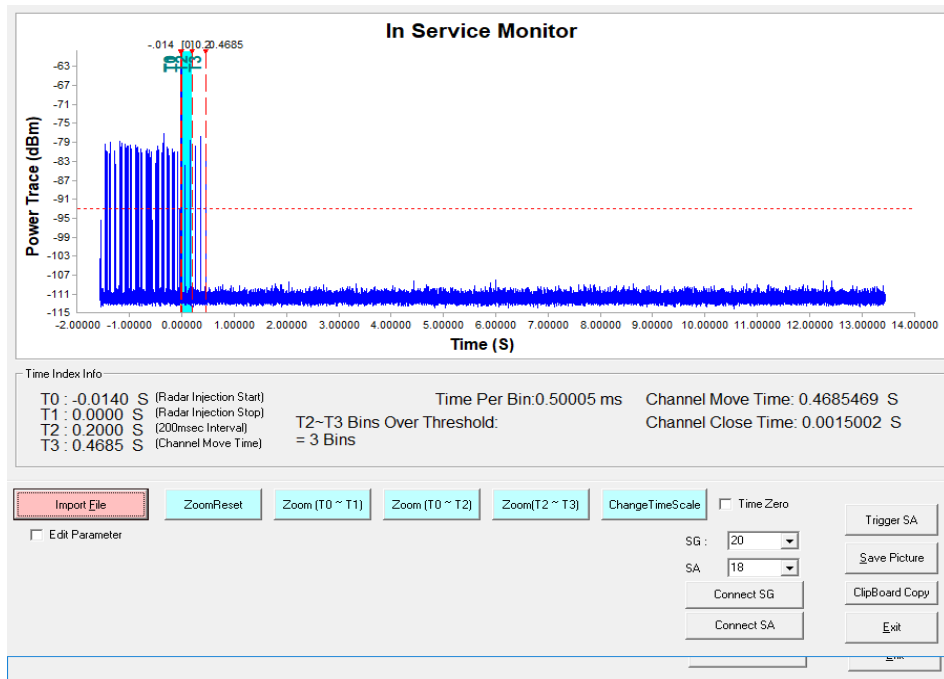 In Service Monitor
-.014 [0]0.20.4685
T0 T2 T3
-63
-67
-71
-75
-79
-83
-87
-91
-95
-99
-103
-107
-111
-115
Power Trace (dBm)
-2.00000 -1.00000 0.00000 1.00000 2.00000 3.00000 4.00000 5.00000 6.00000 7.00000 8.00000 9.00000 10.00000 11.00000 12.00000 13.00000 14.00000
Time (S)
Time Index Info
T0 : -0.0140 S (Radar Injection Start)
T1 : 0.0000 S (Radar Injection Stop)
T2 : 0.2000 S (200msec Interval)
T3 : 0.4685 S (Channel Move Time)
Time Per Bin:0.50005 ms
T2~T3 Bins Over Threshold:
= 3 Bins
Channel Move Time: 0.4685469 S
Channel Close Time: 0.0015002 S
Import File ZoomReset Zoom (T0 ~ T1) Zoom (T0 ~ T2) Zoom(T2 ~ T3) ChangeTimeScale Time Zero
Edit Parameter
SG : 20
SA 18
Connect SG
Connect SA
Trigger SA
Save Picture
ClipBoard Copy
Exit